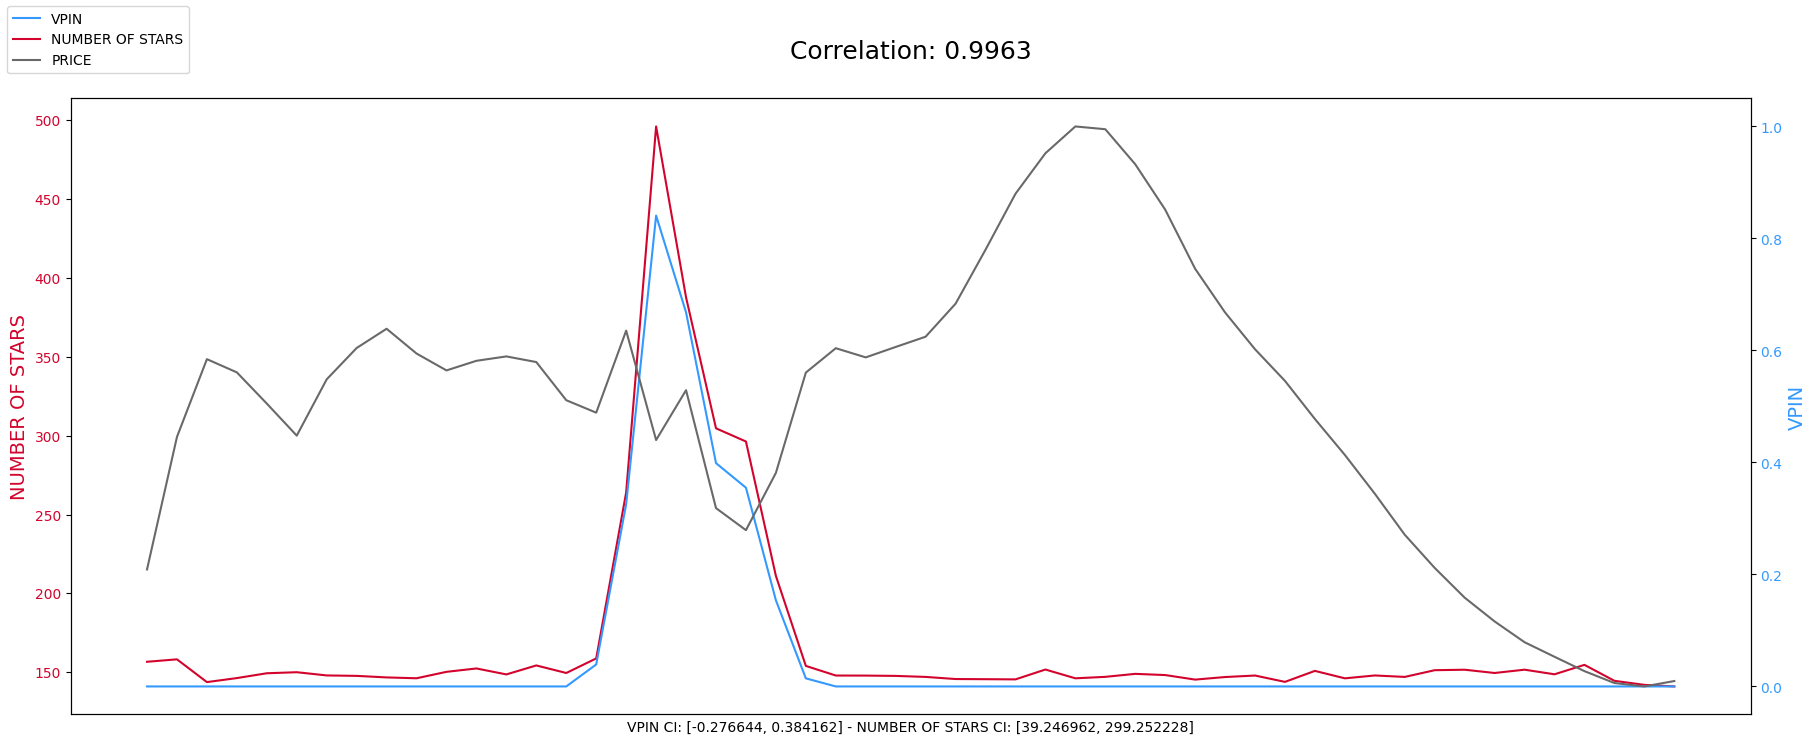 VPIN
NUMBER OF STARS
PRICE
Correlation: 0.9963
500
450
400
350
300
250
200
150
NUMBER OF STARS
1.0
0.8
0.6
0.4
0.2
0.0
VPIN
VPIN CI: [-0.276644, 0.384162] - NUMBER OF STARS CI: [39.246962, 299.252228]